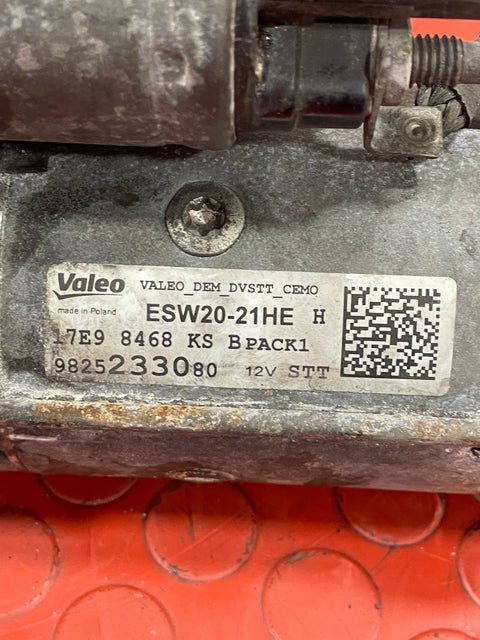 Valeo VALEO_DEM_DVSTT_CEMO
made in Poland ESW20-21HE H
17E9 8468 KS BPACK1
9825233080 12V STT